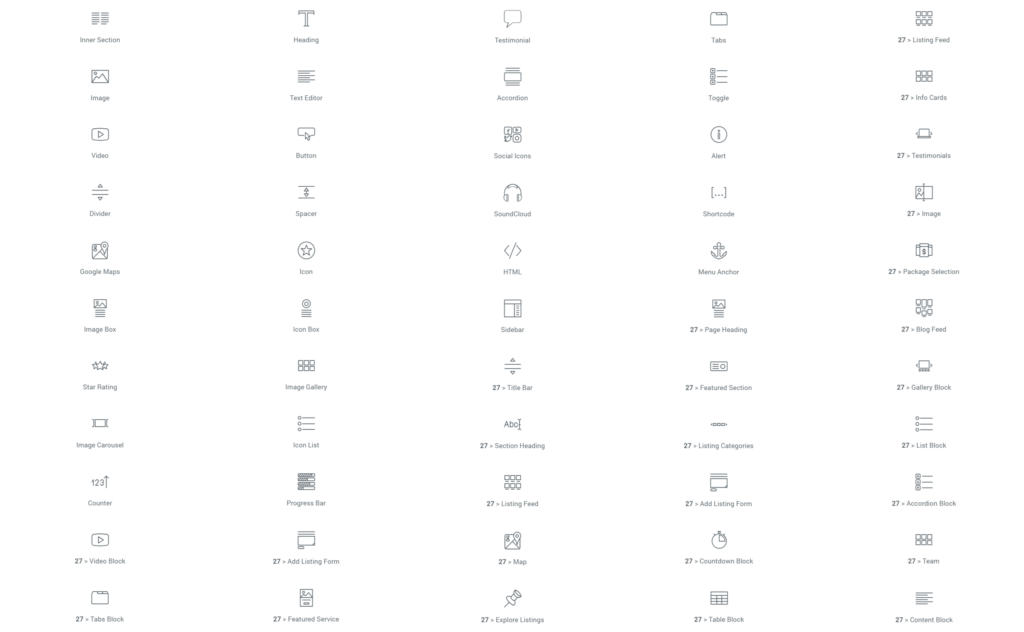 Inner Section
Heading
Testimonial
Tabs
27 > Listing Feed
Image
Text Editor
Accordion
Toggle
27 > Info Cards
Video
Button
Social Icons
Alert
27 > Testimonials
Divider
Spacer
SoundCloud
[...]
Shortcode
27 > Image
Google Maps
Icon
HTML
Menu Anchor
27 > Package Selection
Image Box
Icon Box
Sidebar
27 > Page Heading
27 > Blog Feed
Star Rating
Image Gallery
27 > Title Bar
27 > Featured Section
27 > Gallery Block
Abc
Image Carousel
Icon List
27 > Section Heading
27 > Listing Categories
27 > List Block
123
Counter
Progress Bar
27 > Listing Feed
27 > Add Listing Form
27 > Accordion Block
27 > Video Block
27 > Add Listing Form
27 > Map
27 > Countdown Block
27 > Team
27 > Tabs Block
27 > Featured Service
27 > Explore Listings
27 > Table Block
27 > Content Block